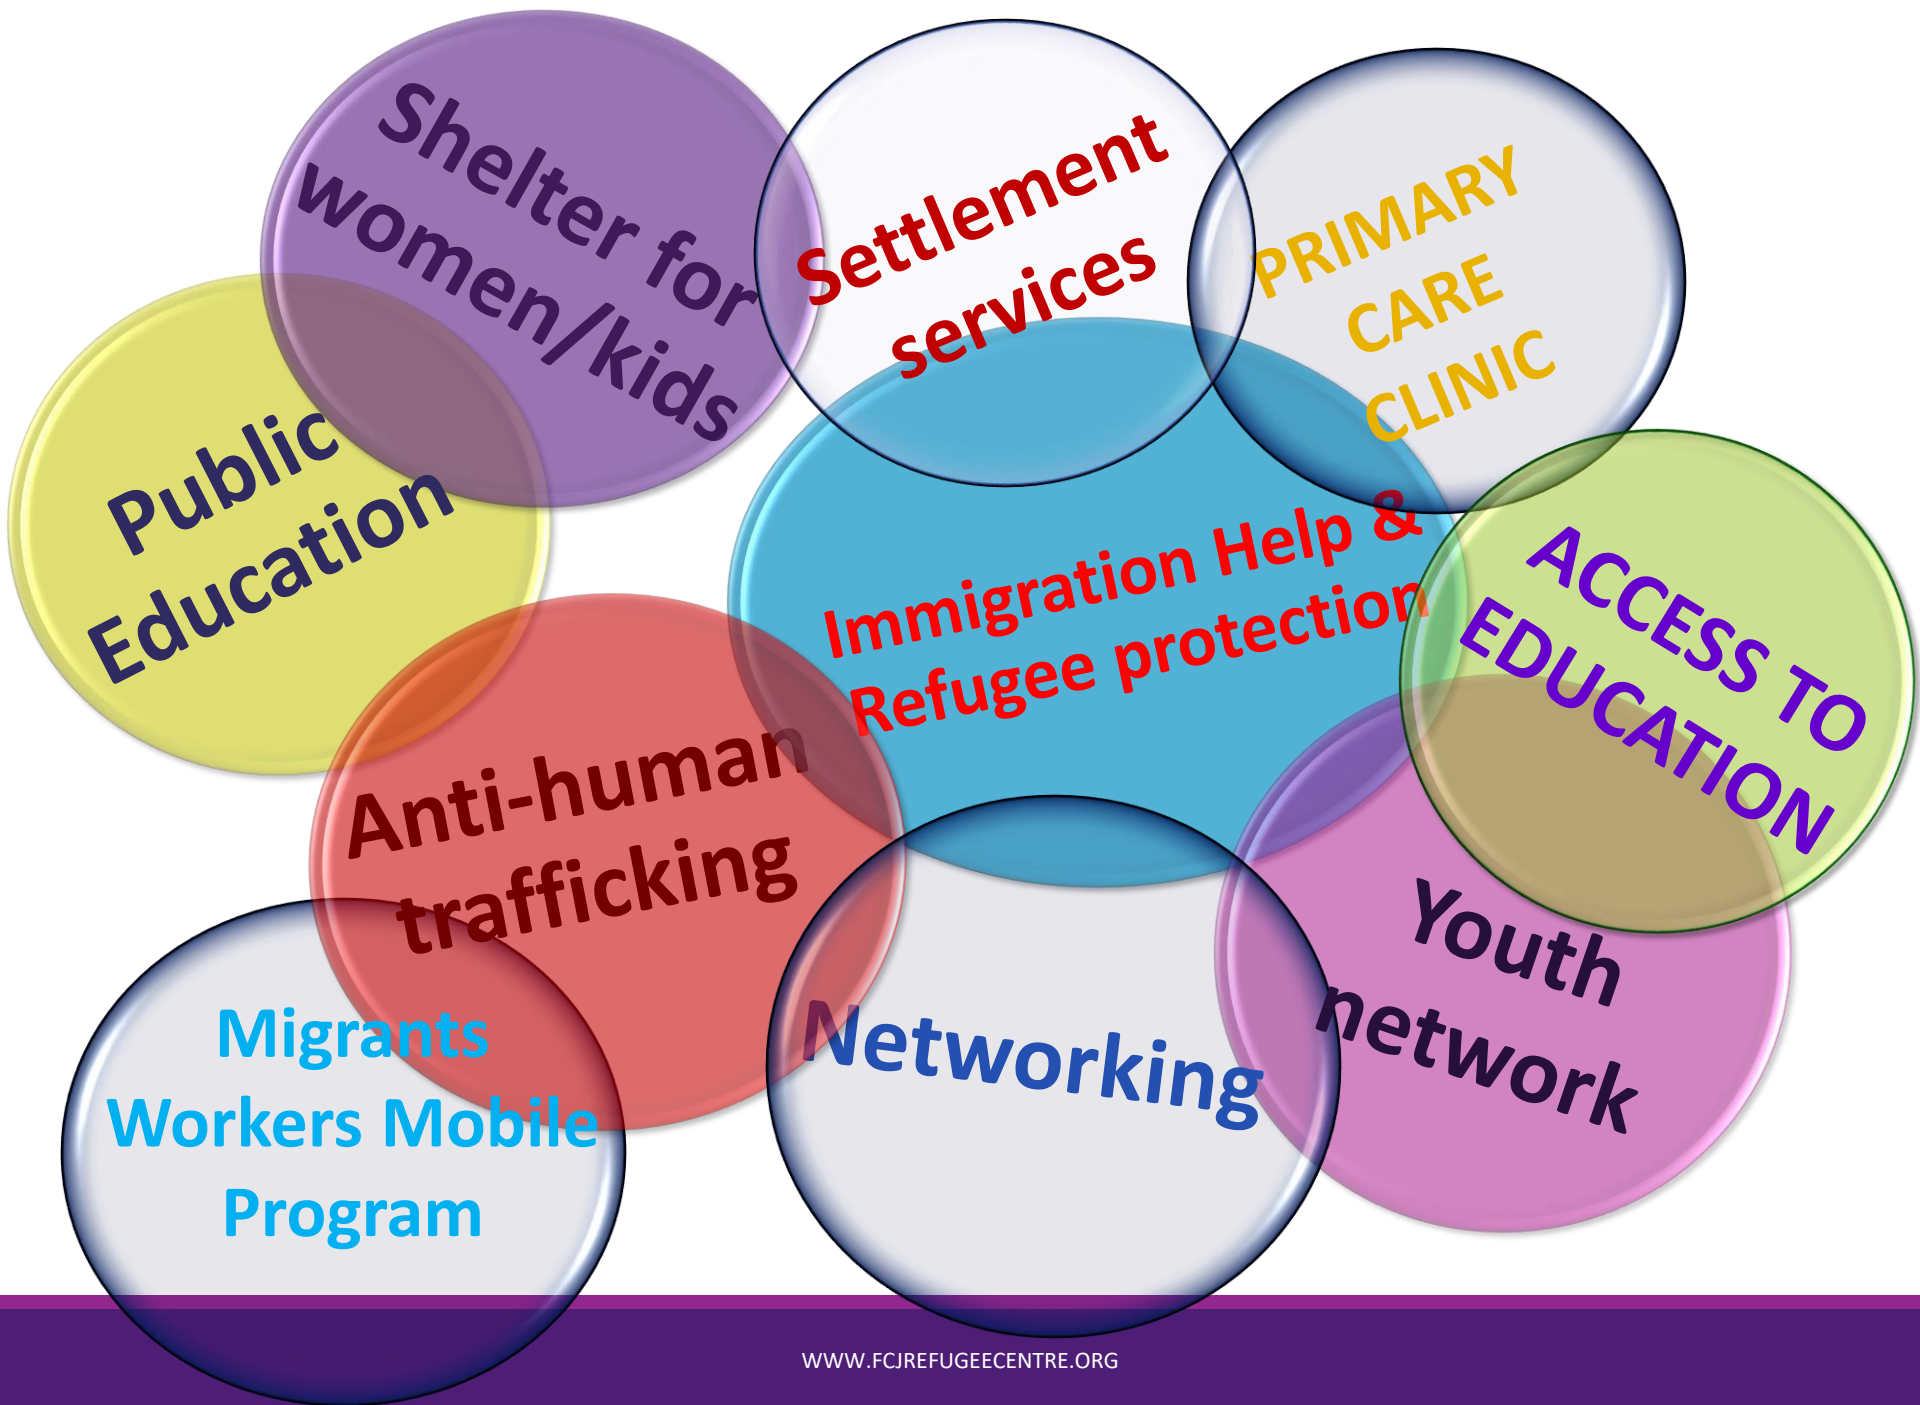 Shelter for
women/kids
Settlement
services
PRIMARY
CARE
CLINIC
Public
Education
Immigration Help &
Refugee protection
ACCESS TO
EDUCATION
Anti-human
trafficking
Youth
network
Networking
Migrants
Workers Mobile
Program
WWW.FCJREFUGEECENTRE.ORG